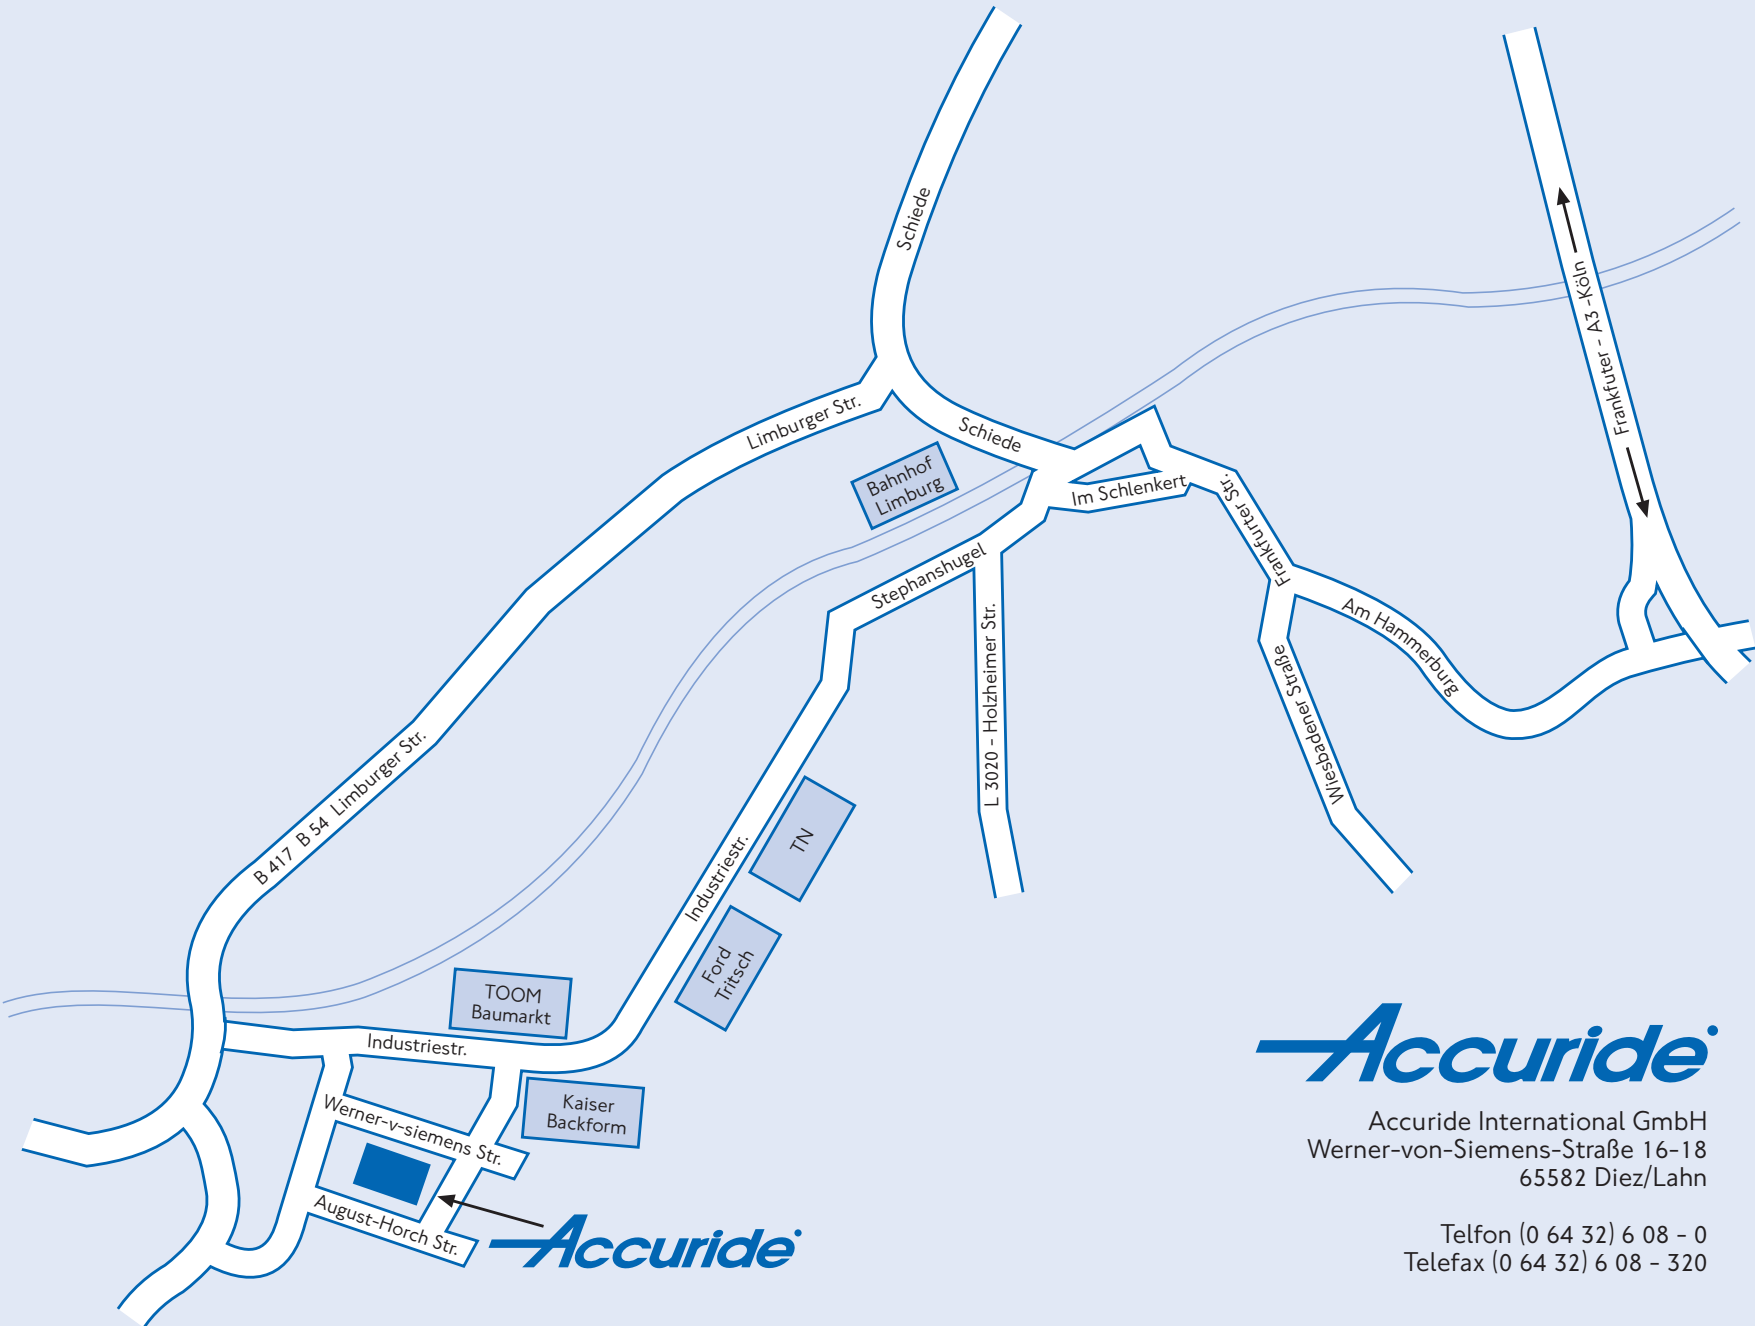 Schiede
Frankfuter - A3 -Köln
Limburger Str.
Schiede
Bahnhof
Limburg
Im Schlenkert
Frankfurter Str.
Stephanshugel
Am Hammerburg
L 3020 - Holzheimer Str.
Wiesbadener Straße
B 417 B 54 Limburger Str.
TN
Industriestr.
Ford
Tritsch
TOOM
Baumarkt
Industriestr.
Kaiser
Backform
Werner-v-siemens Str.
August-Horch Str.
Accuride
Accuride
Accuride International GmbH
Werner-von-Siemens-Straße 16-18
65582 Diez/Lahn
Telfon (0 64 32) 6 08 - 0
Telefax (0 64 32) 6 08 - 320